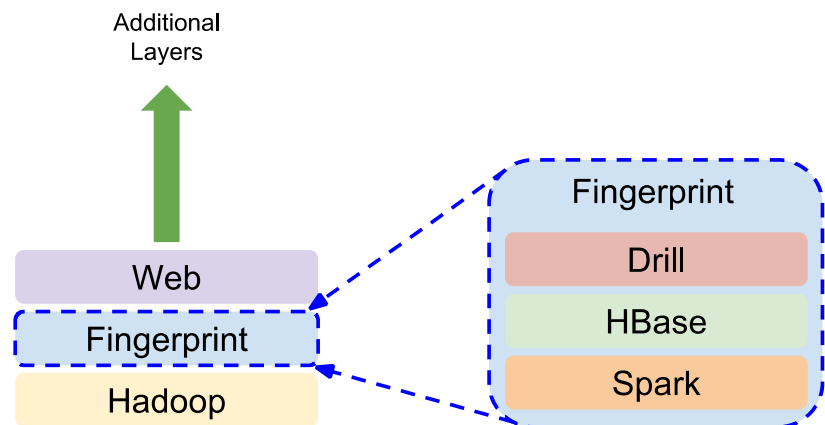 Additional
Layers
Web
Fingerprint
Hadoop
Fingerprint
Drill
HBase
Spark